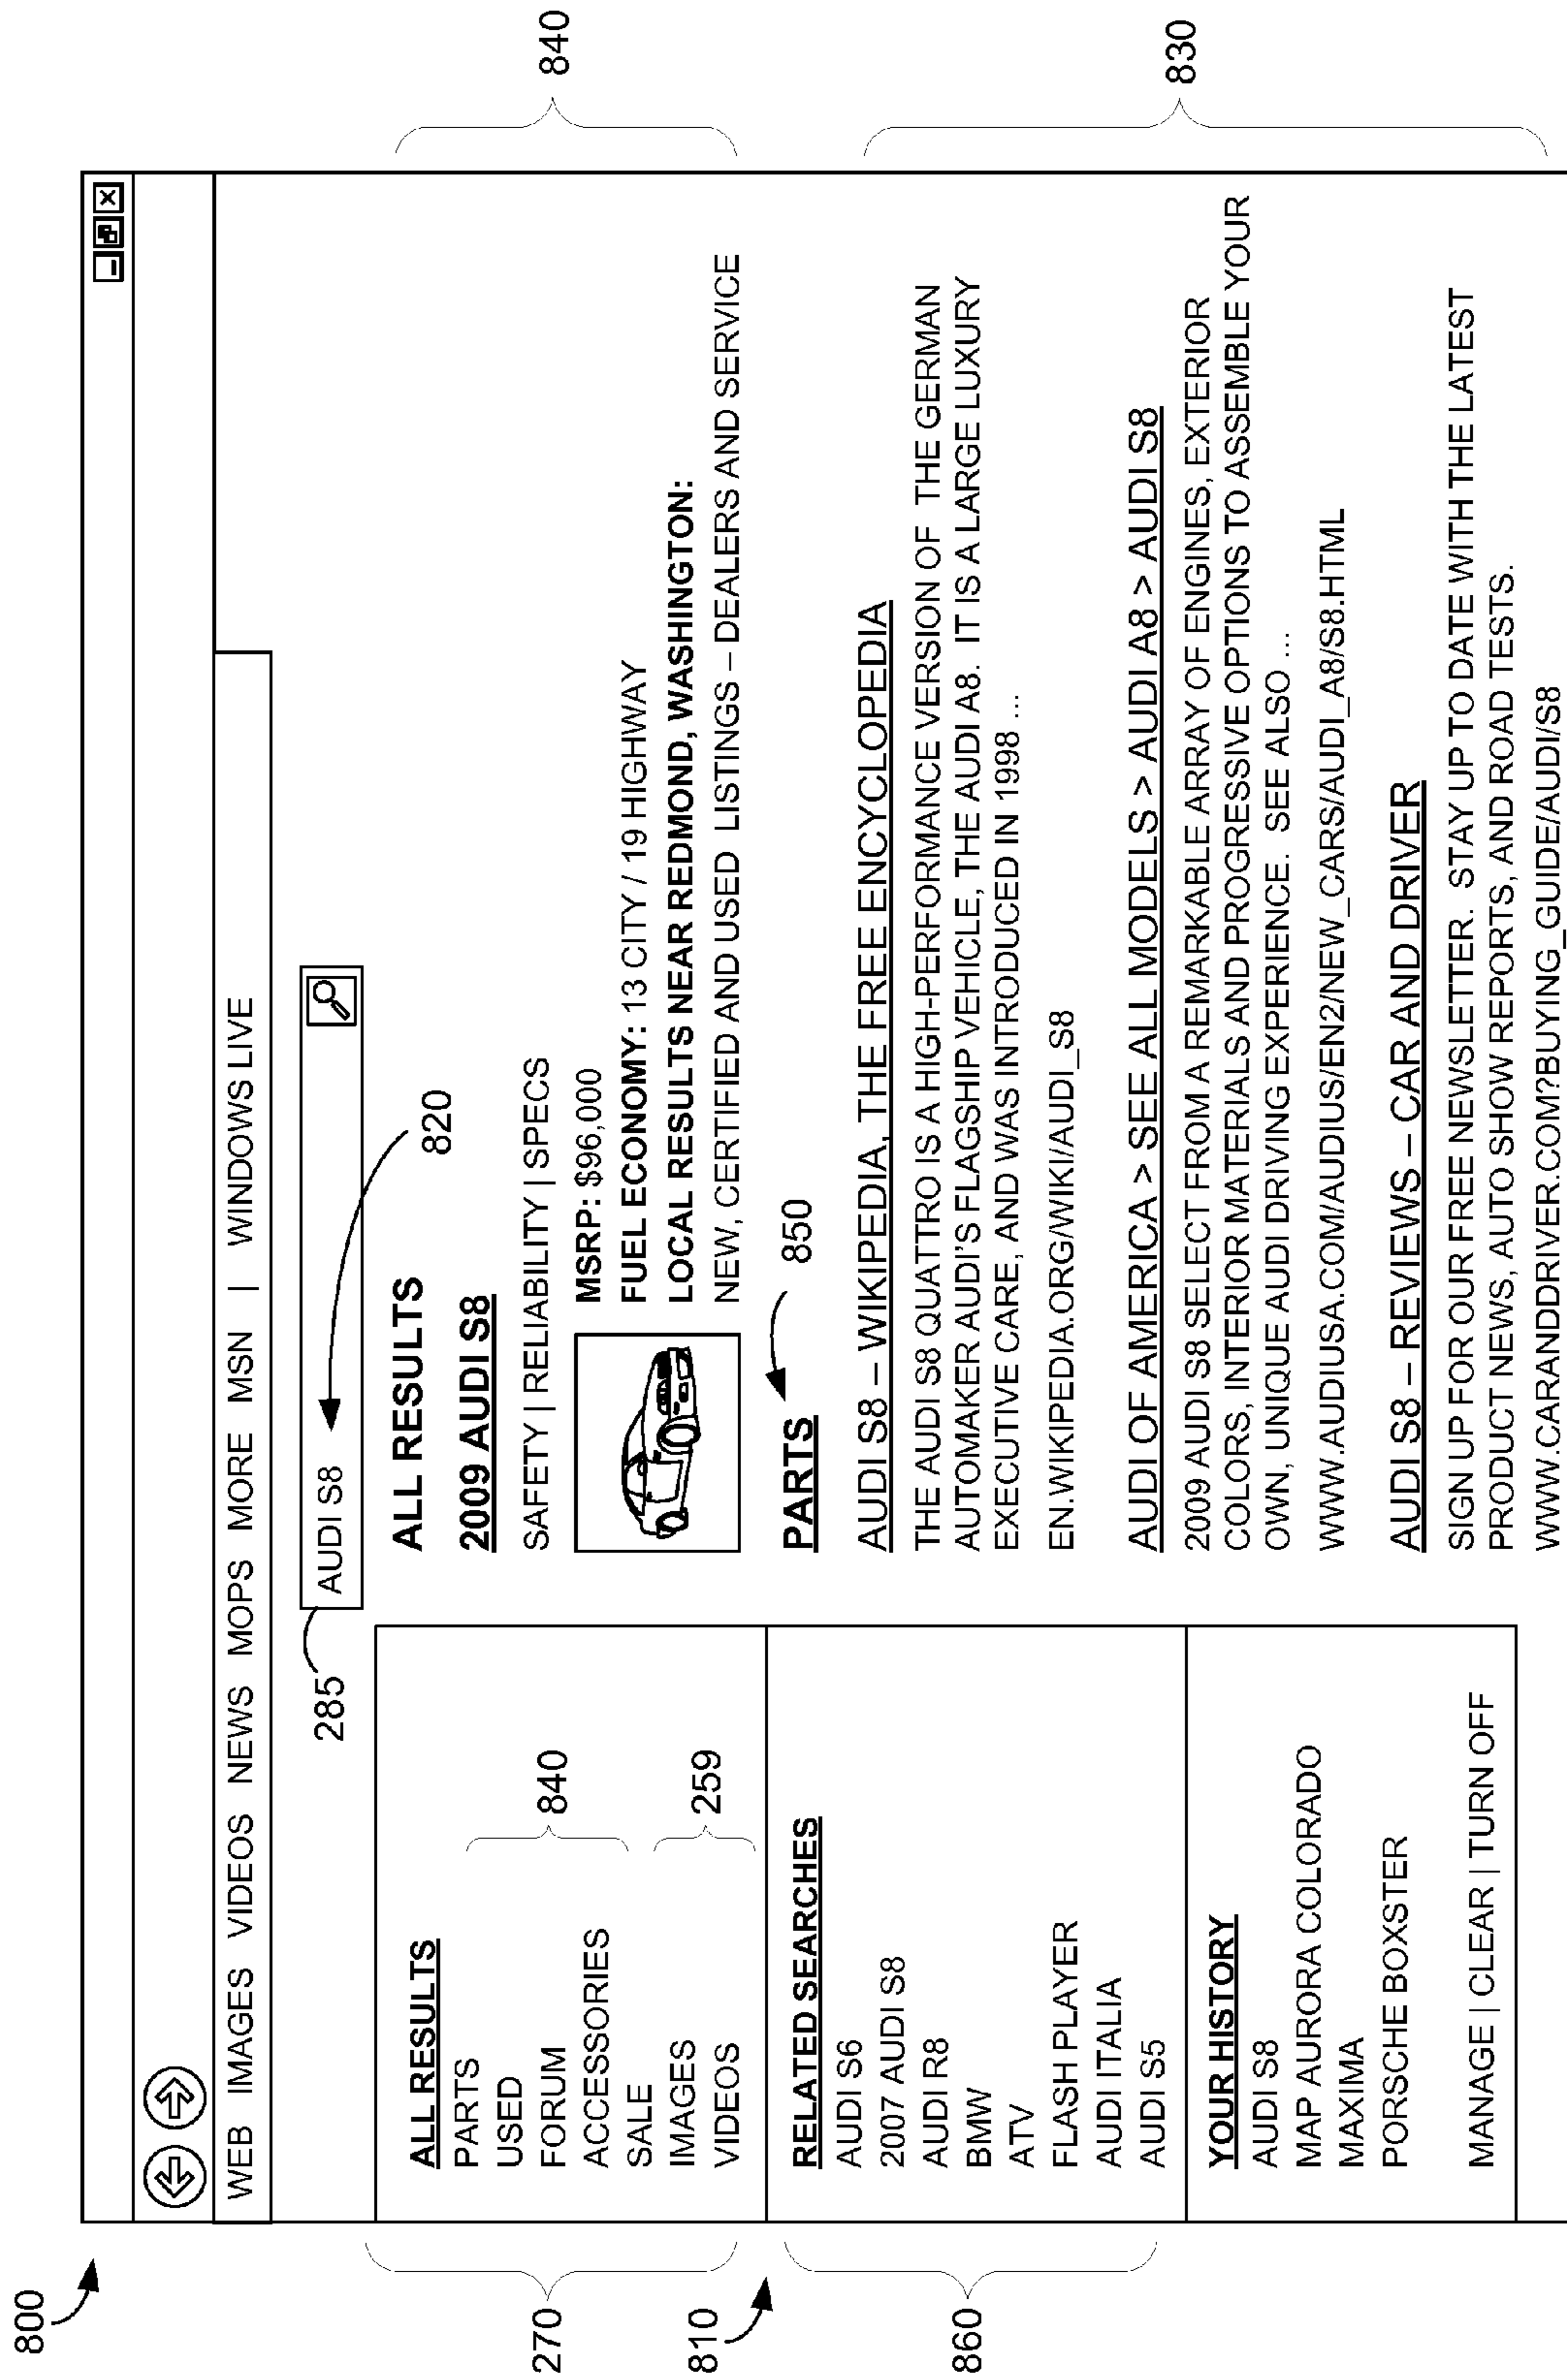 800
WEB IMAGES VIDEOS NEWS MOPS MORE MSN | WINDOWS LIVE
285
AUDI S8
820
270
ALL RESULTS
PARTS
USED
FORUM
ACCESSORIES
SALE
IMAGES
VIDEOS
840
259
810
860
RELATED SEARCHES
AUDI S6
2007 AUDI S8
AUDI R8
BMW
ATV
FLASH PLAYER
AUDI ITALIA
AUDI S5
YOUR HISTORY
AUDI S8
MAP AURORA COLORADO
MAXIMA
PORSCHE BOXSTER
MANAGE | CLEAR | TURN OFF
ALL RESULTS
2009 AUDI S8
SAFETY | RELIABILITY | SPECS
MSRP: $96,000
FUEL ECONOMY: 13 CITY / 19 HIGHWAY
LOCAL RESULTS NEAR REDMOND, WASHINGTON:
NEW, CERTIFIED AND USED LISTINGS – DEALERS AND SERVICE
840
PARTS
850
AUDI S8 – WIKIPEDIA, THE FREE ENCYCLOPEDIA
THE AUDI S8 QUATTRO IS A HIGH-PERFORMANCE VERSION OF THE GERMAN
AUTOMAKER AUDI'S FLAGSHIP VEHICLE, THE AUDI A8. IT IS A LARGE LUXURY
EXECUTIVE CARE, AND WAS INTRODUCED IN 1998 ...
EN.WIKIPEDIA.ORG/WIKI/AUDI_S8
AUDI OF AMERICA > SEE ALL MODELS > AUDI A8 > AUDI S8
2009 AUDI S8 SELECT FROM A REMARKABLE ARRAY OF ENGINES, EXTERIOR
COLORS, INTERIOR MATERIALS AND PROGRESSIVE OPTIONS TO ASSEMBLE YOUR
OWN, UNIQUE AUDI DRIVING EXPERIENCE. SEE ALSO ...
WWW.AUDIUSA.COM/AUDIUS/EN2/NEW_CARS/AUDI_A8/S8.HTML
AUDI S8 – REVIEWS – CAR AND DRIVER
SIGN UP FOR OUR FREE NEWSLETTER. STAY UP TO DATE WITH THE LATEST
PRODUCT NEWS, AUTO SHOW REPORTS, AND ROAD TESTS.
WWW.CARANDDRIVER.COM?BUYING_GUIDE/AUDI/S8
830